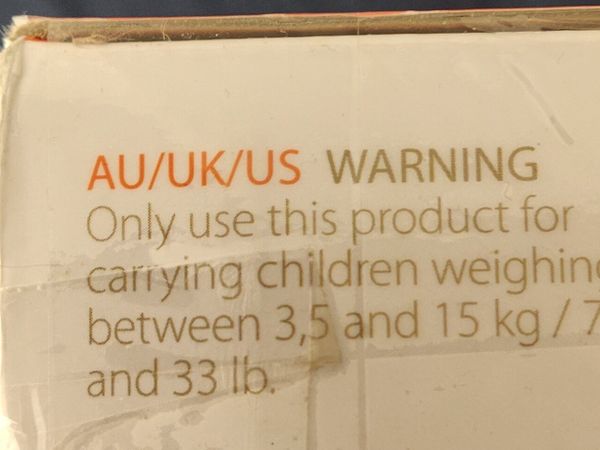 AU/UK/US WARNING
Only use this product for
carrying children weighing
between 3,5 and 15 kg / 7
and 33 lb.